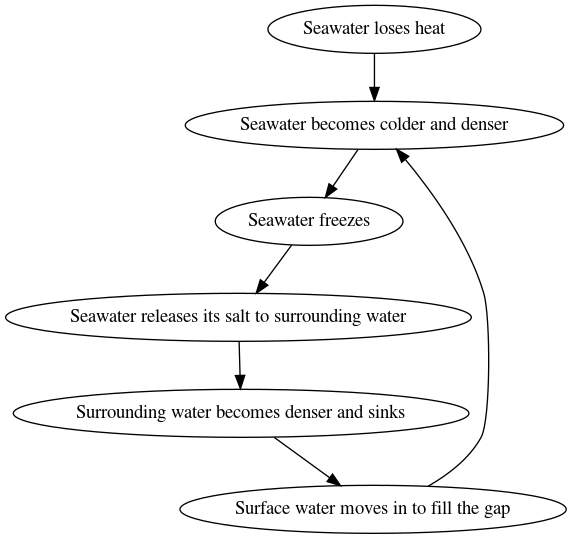 Seawater loses heat
Seawater becomes colder and denser
Seawater freezes
Seawater releases its salt to surrounding water
Surrounding water becomes denser and sinks
Surface water moves in to fill the gap